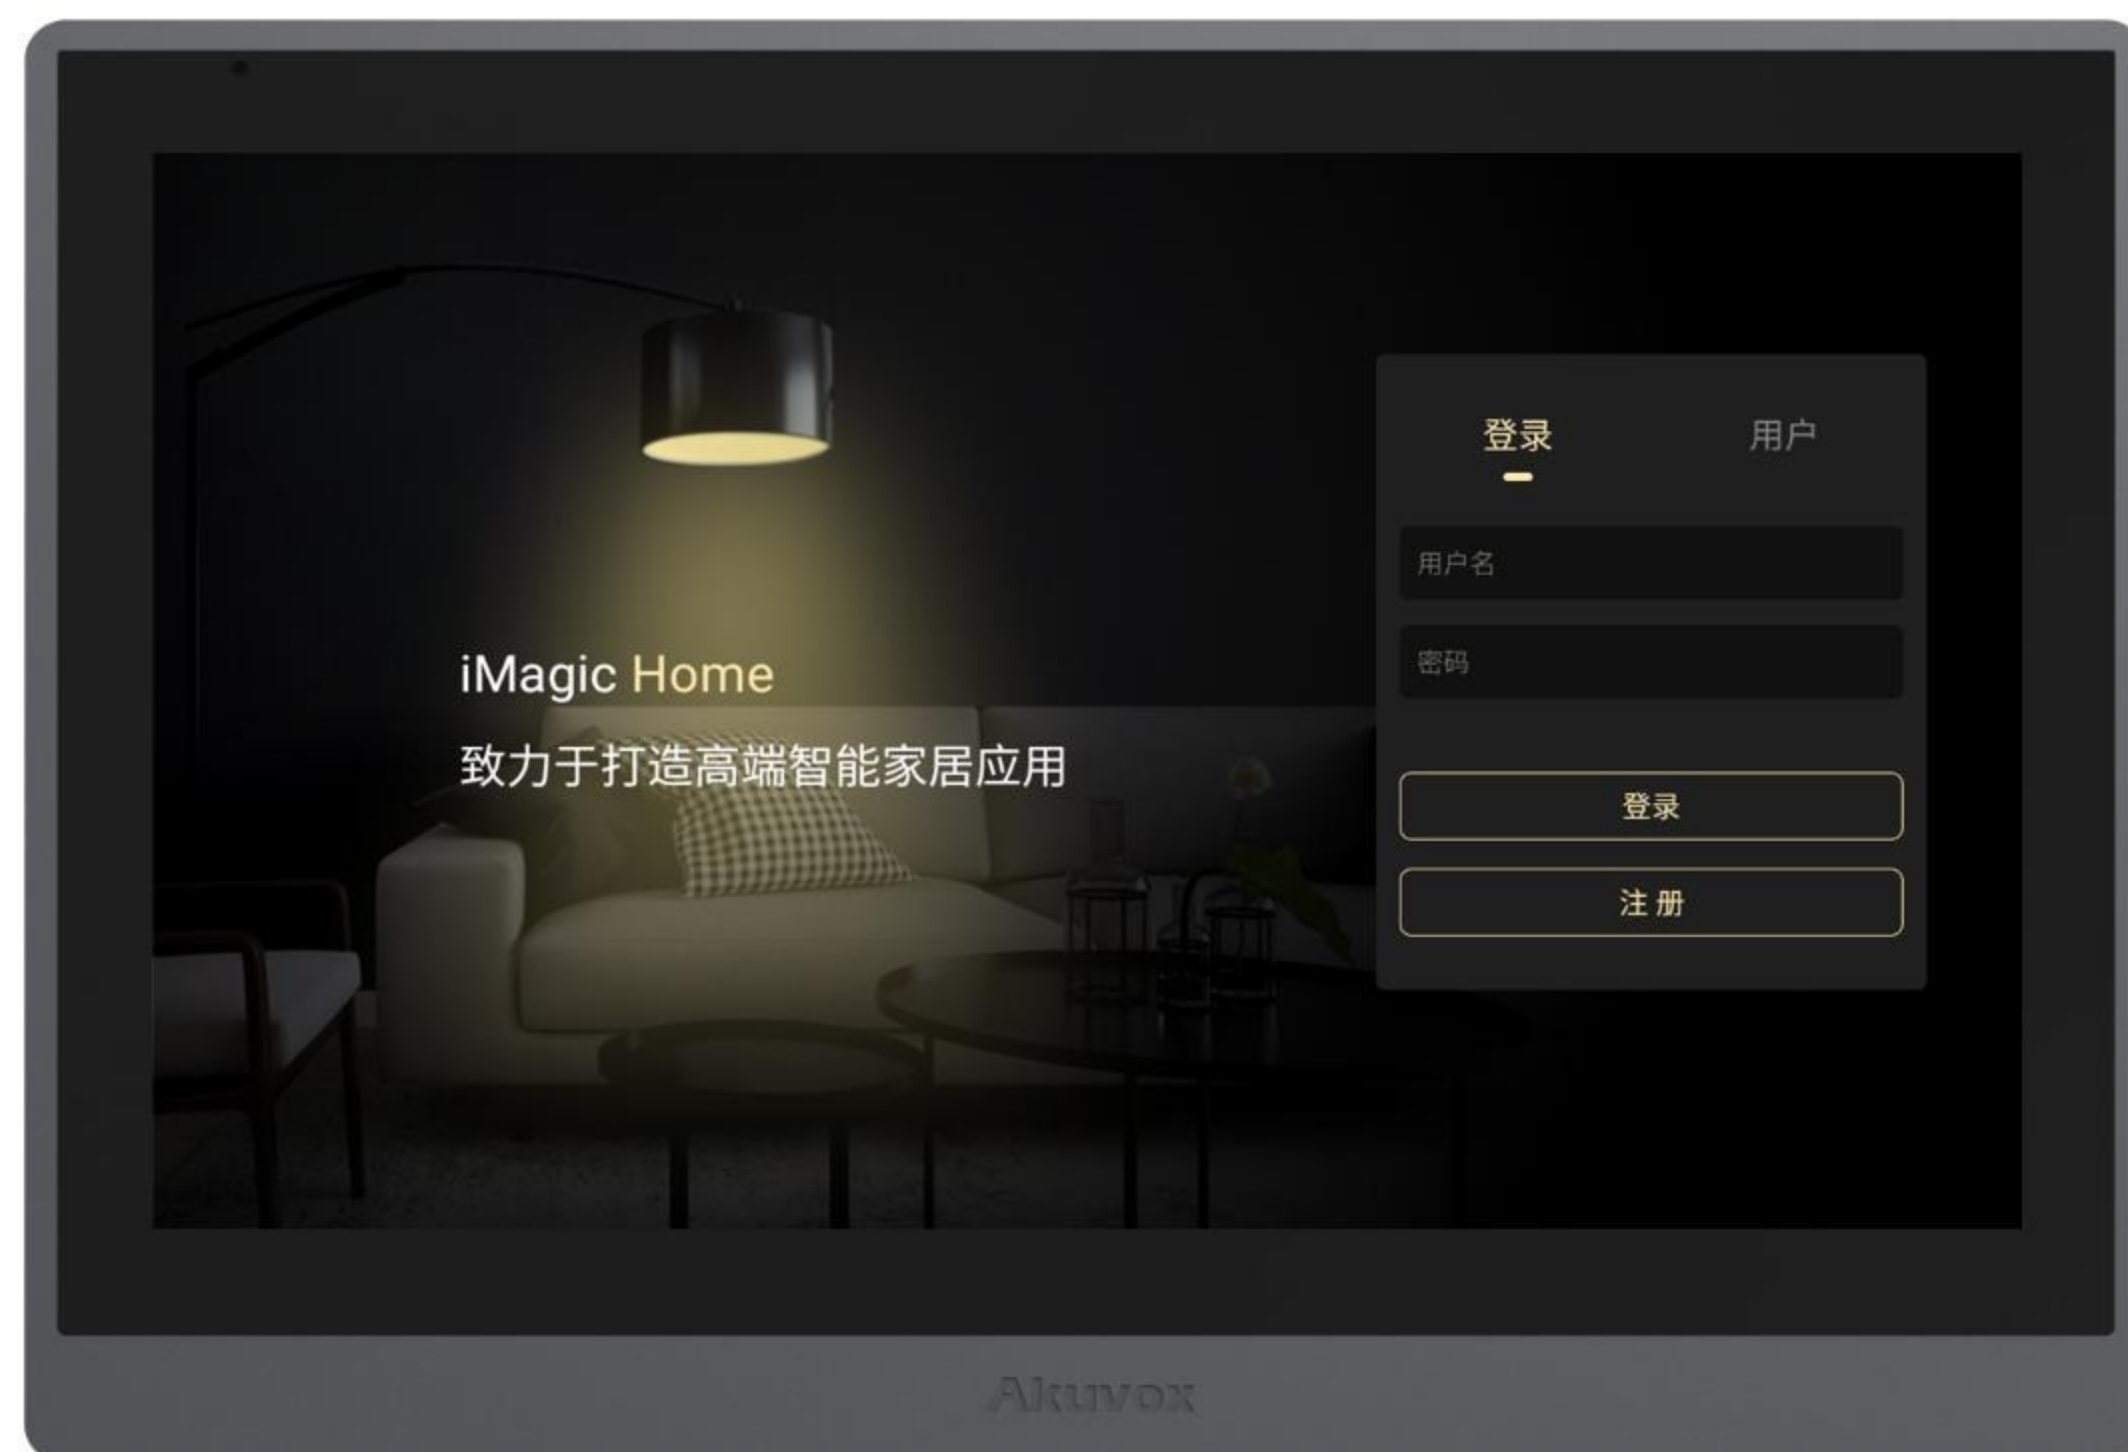 iMagic Home
致力于打造高端智能家居应用
登录 用户
用户名
密码
登录
注 册
Akuvox